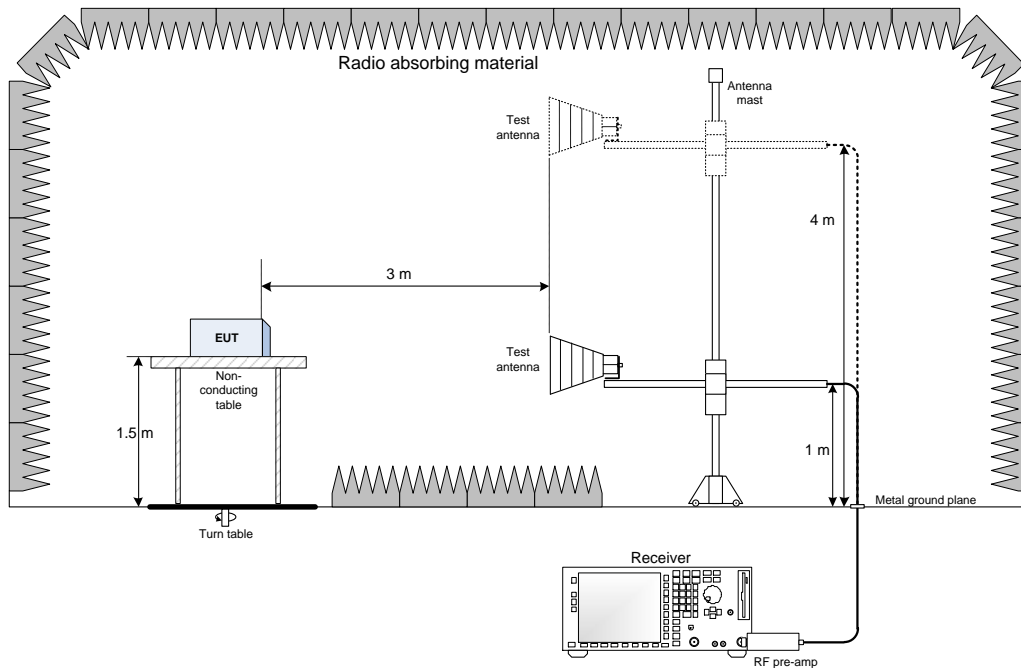 Radio absorbing material
Antenna
mast
Test
antenna
4 m
3 m
EUT
Test
antenna
Non-
conducting
table
1.5 m
1 m
Metal ground plane
Turn table
Receiver
RF pre-amp